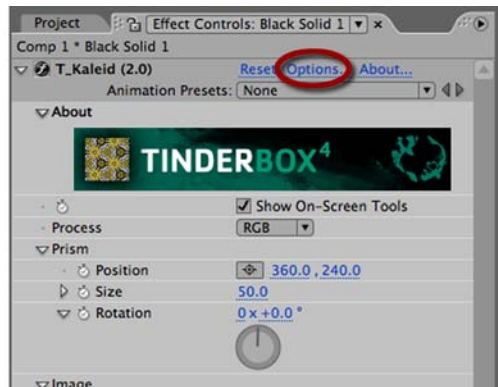 Project Effect Controls: Black Solid 1 ×
Comp 1 * Black Solid 1
T_Kaleid (2.0) Reset Options... About...
Animation Presets: None
About
TINDERBOX4
Show On-Screen Tools
Process RGB
Prism
Position 360.0 , 240.0
Size 50.0
Rotation 0 x +0.0 °
Image